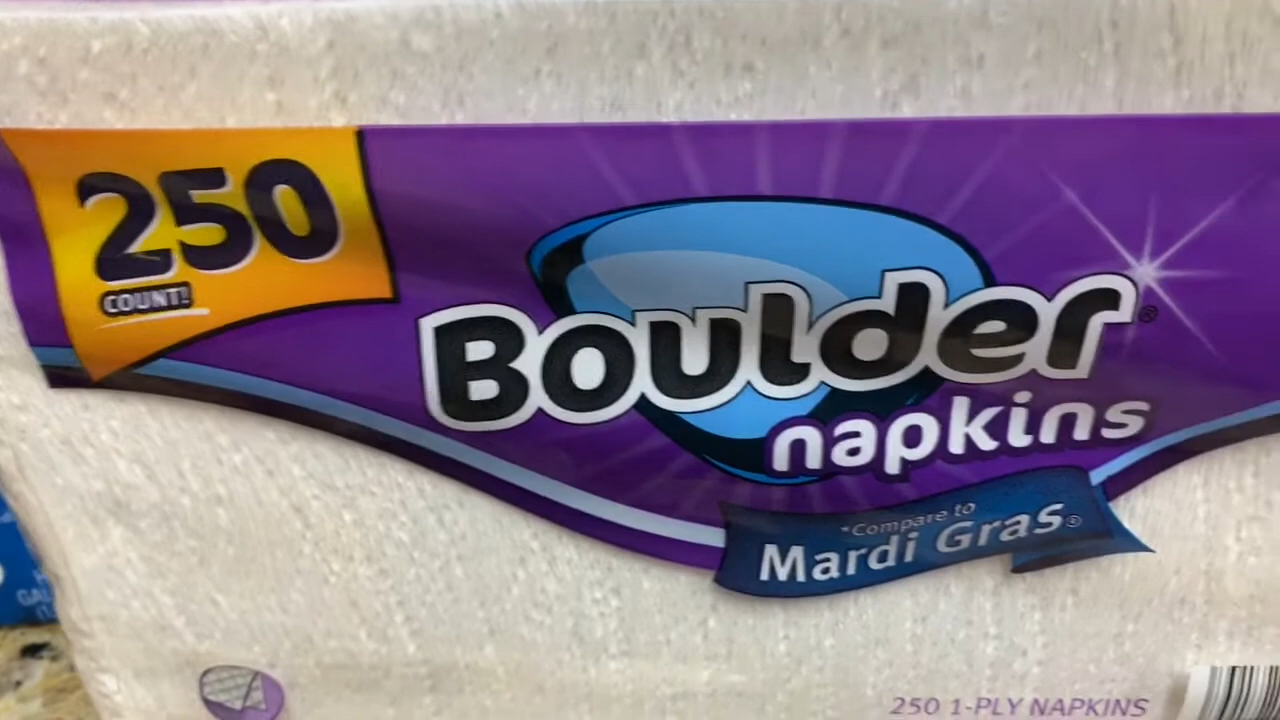 250
COUNT!
Boulder®
napkins
*Compare to
Mardi Gras®
250 1-PLY NAPKINS